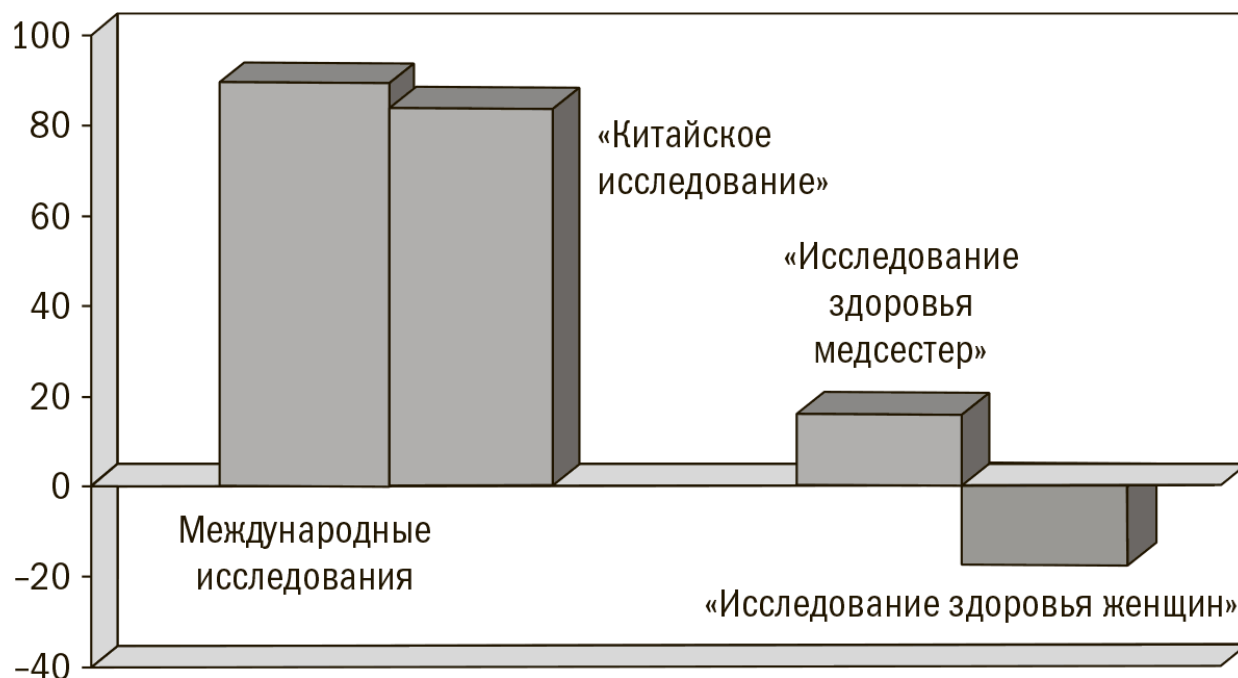 100
80
60
40
20
0
–20
–40
«Китайское
исследование»
«Исследование
здоровья
медсестер»
Международные
исследования
«Исследование здоровья женщин»